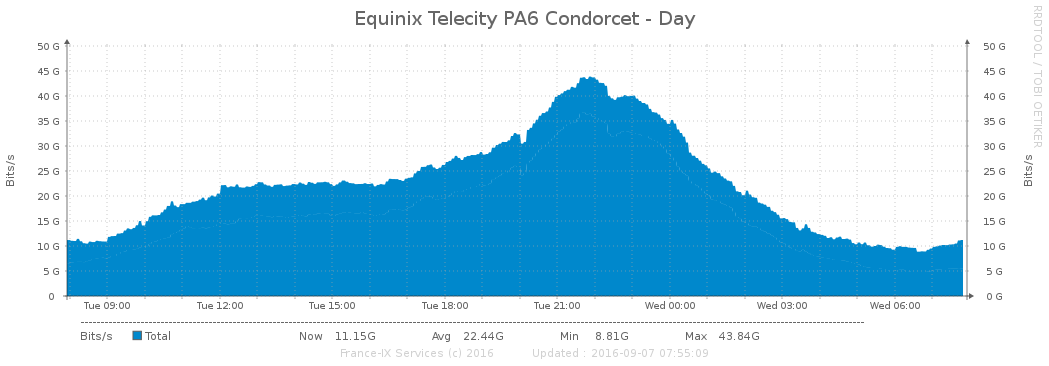 Equinix Telecity PA6 Condorcet - Day
RRDTOOL / TOBI OETIKER
50 G 50 G
45 G 45 G
40 G 40 G
35 G 35 G
30 G 30 G
25 G 25 G
20 G 20 G
15 G 15 G
10 G 10 G
5 G 5 G
0 0 G
Bits/s
Bits/s
Tue 09:00 Tue 12:00 Tue 15:00 Tue 18:00 Tue 21:00 Wed 00:00 Wed 03:00 Wed 06:00
Bits/s Total Now 11.15G Avg 22.44G Min 8.81G Max 43.84G
France-IX Services (c) 2016 Updated : 2016-09-07 07:55:09